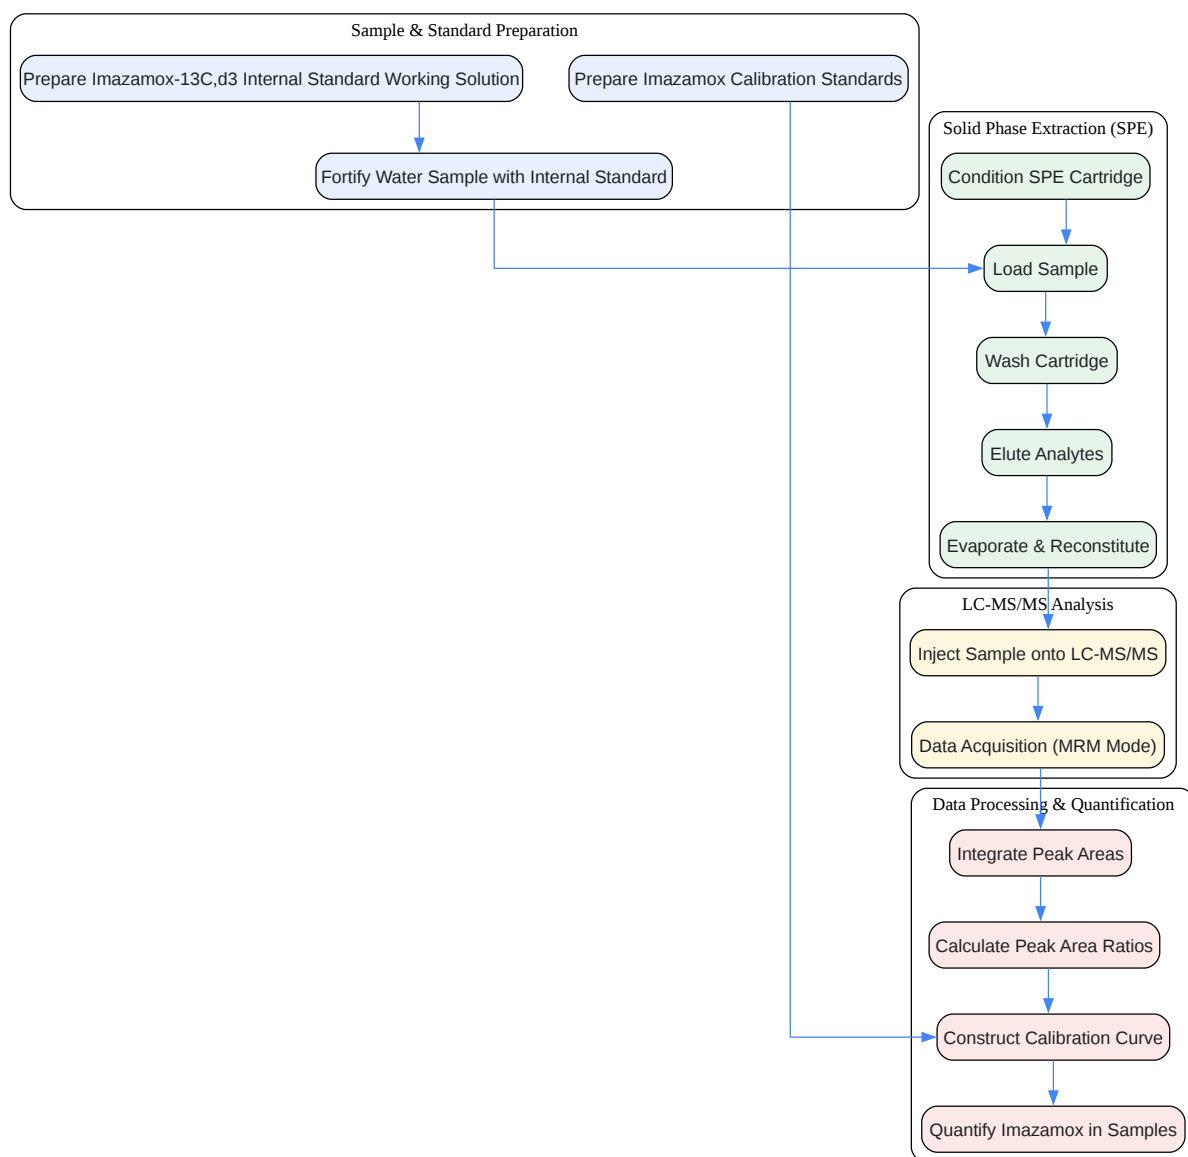 Sample & Standard Preparation
Prepare Imazamox-13C,d3 Internal Standard Working Solution
Prepare Imazamox Calibration Standards
Fortify Water Sample with Internal Standard
Solid Phase Extraction (SPE)
Condition SPE Cartridge
Load Sample
Wash Cartridge
Elute Analytes
Evaporate & Reconstitute
LC-MS/MS Analysis
Inject Sample onto LC-MS/MS
Data Acquisition (MRM Mode)
Data Processing & Quantification
Integrate Peak Areas
Calculate Peak Area Ratios
Construct Calibration Curve
Quantify Imazamox in Samples